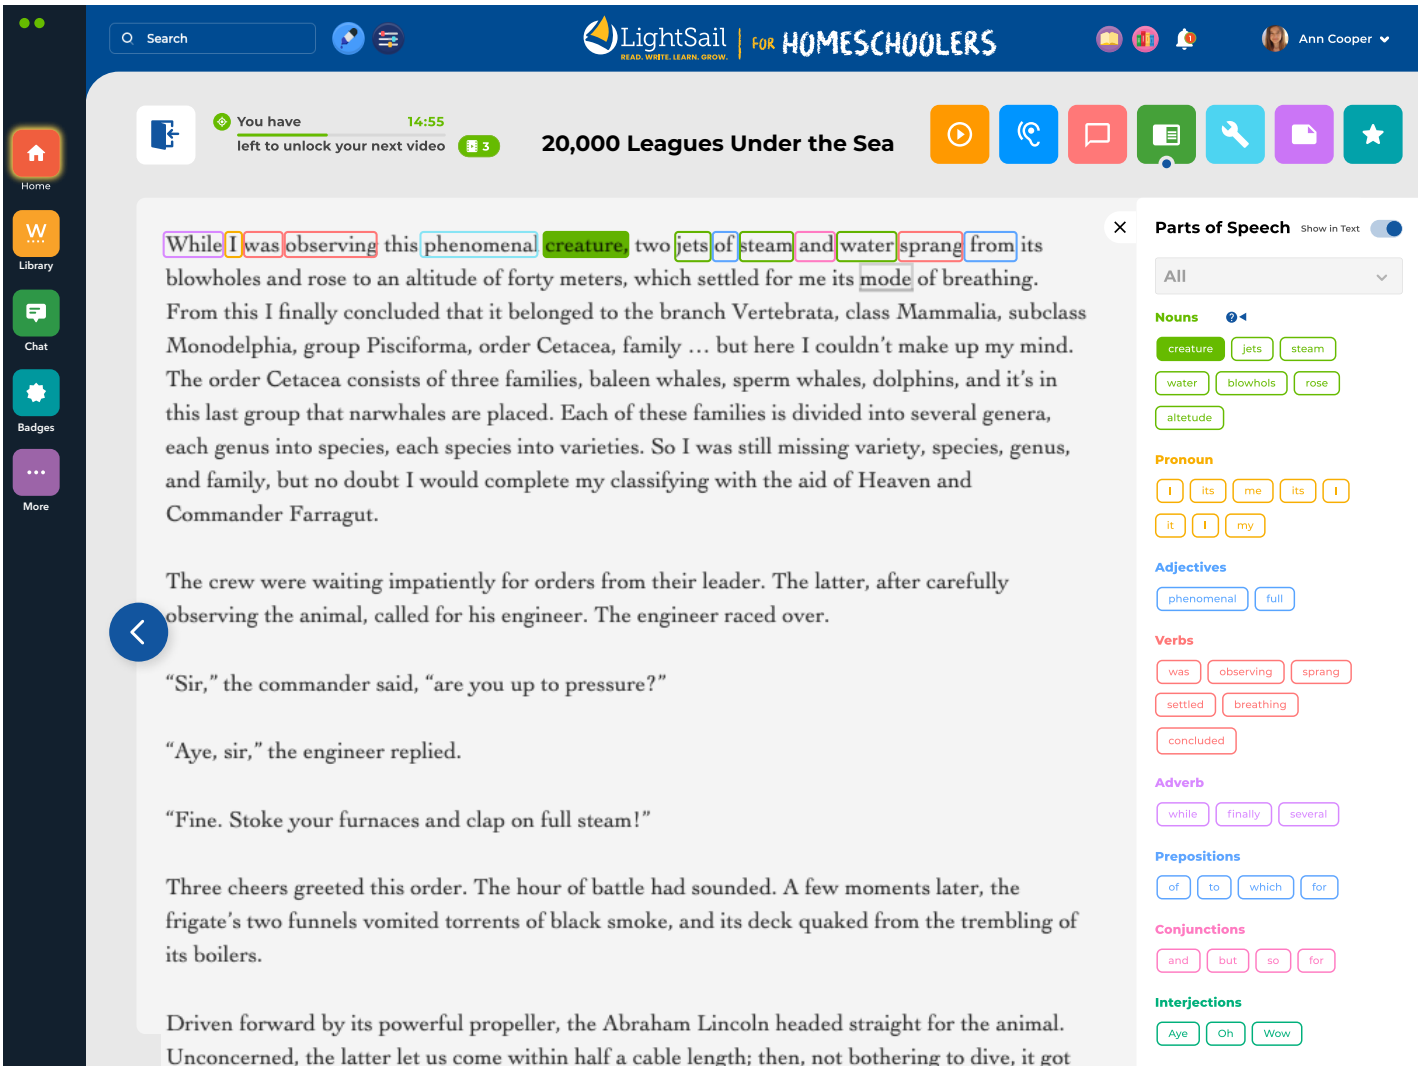 Search
LightSail
READ. WRITE. LEARN. GROW.
FOR HOMESCHOOLERS
1
Ann Cooper
Home
W
Library
Chat
Badges
More
You have 14:55
left to unlock your next video 3
20,000 Leagues Under the Sea
While I was observing this phenomenal creature, two jets of steam and water sprang from its
blowholes and rose to an altitude of forty meters, which settled for me its mode of breathing.
From this I finally concluded that it belonged to the branch Vertebrata, class Mammalia, subclass
Monodelphia, group Pisciforma, order Cetacea, family … but here I couldn’t make up my mind.
The order Cetacea consists of three families, baleen whales, sperm whales, dolphins, and it’s in
this last group that narwhales are placed. Each of these families is divided into several genera,
each genus into species, each species into varieties. So I was still missing variety, species, genus,
and family, but no doubt I would complete my classifying with the aid of Heaven and
Commander Farragut.
The crew were waiting impatiently for orders from their leader. The latter, after carefully
observing the animal, called for his engineer. The engineer raced over.
“Sir,” the commander said, “are you up to pressure?”
“Aye, sir,” the engineer replied.
“Fine. Stoke your furnaces and clap on full steam!”
Three cheers greeted this order. The hour of battle had sounded. A few moments later, the
frigate’s two funnels vomited torrents of black smoke, and its deck quaked from the trembling of
its boilers.
Driven forward by its powerful propeller, the Abraham Lincoln headed straight for the animal.
Unconcerned, the latter let us come within half a cable length; then, not bothering to dive, it got
Parts of Speech Show in Text
All
Nouns ?
creature jets steam
water blowhols rose
altetude
Pronoun
I its me its I
it I my
Adjectives
phenomenal full
Verbs
was observing sprang
settled breathing
concluded
Adverb
while finally several
Prepositions
of to which for
Conjunctions
and but so for
Interjections
Aye Oh Wow